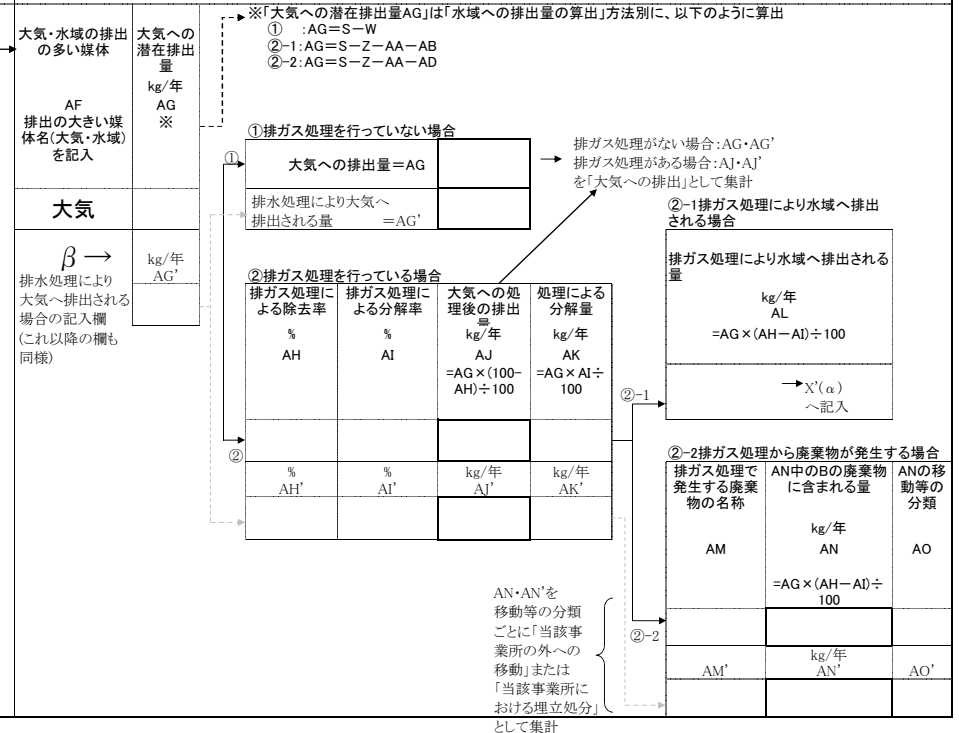 ※「大気への潜在排出量AG」は「水域への排出量の算出」方法別に、以下のように算出
① :AG=S-W
②-1:AG=S-Z-AA-AB
②-2:AG=S-Z-AA-AD
大気・水域の排出
の多い媒体
AF
排出の大きい媒
体名(大気・水域)
を記入
大気
大気への
潜在排出
量
kg/年
AG
※
β→
排水処理により
大気へ排出される
場合の記入欄
(これ以降の欄も
同様)
kg/年
AG’
①排ガス処理を行っていない場合
①
大気への排出量=AG
排水処理により大気へ
排出される量 =AG’
排ガス処理がない場合:AG・AG’
排ガス処理がある場合:AJ・AJ’
を「大気への排出」として集計
②排ガス処理を行っている場合
排ガス処理に
よる除去率
%
AH
排ガス処理に
よる分解率
%
AI
大気への処
理後の排出
量
kg/年
AJ
=AG×(100-
AH)÷100
処理による
分解量
kg/年
AK
=AG×AI÷
100
②
%
AH’
%
AI’
kg/年
AJ’
kg/年
AK’
②-1排ガス処理により水域へ排出
される場合
排ガス処理により水域へ排出される
量
kg/年
AL
=AG×(AH-AI)÷100
②-1
→X’(α)
へ記入
②-2排ガス処理から廃棄物が発生する場合
排ガス処理で
発生する廃棄
物の名称
AM
AN中のBの廃棄物
に含まれる量
kg/年
AN
=AG×(AH-AI)÷
100
ANの移
動等の
分類
AO
②-2
AM’
kg/年
AN’
AO’
AN・AN’を
移動等の分類
ごとに「当該事
業所の外への
移動」または
「当該事業所に
おける埋立処分」
として集計